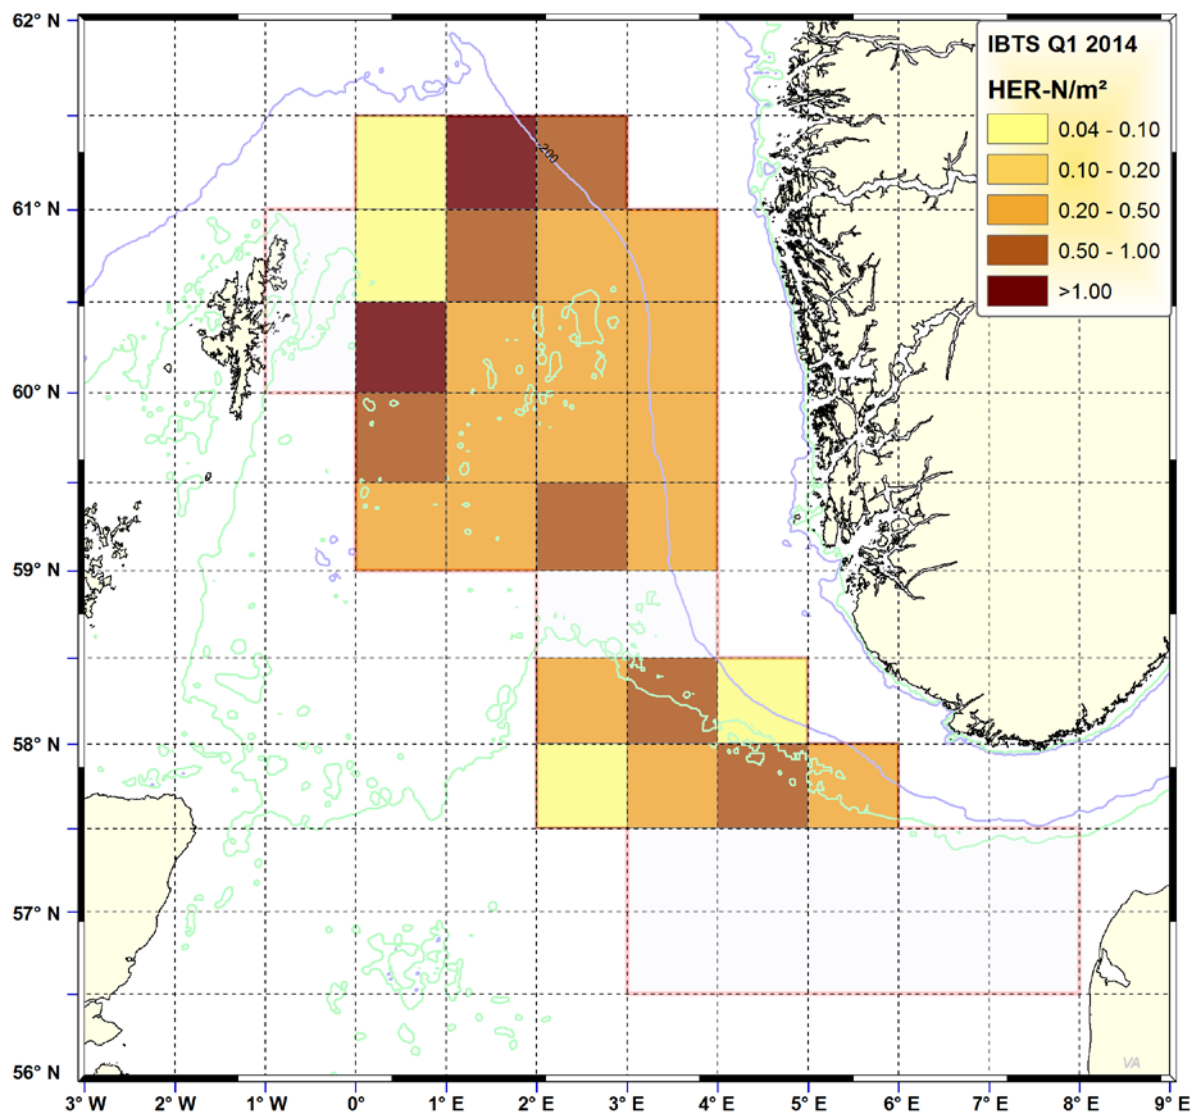 62° N
61° N
60° N
59° N
58° N
57° N
56° N
3° W
2° W
1° W
0°
1° E
2° E
3° E
4° E
5° E
6° E
7° E
8° E
9° E
IBTS Q1 2014
HER-N/m²
0.04 - 0.10
0.10 - 0.20
0.20 - 0.50
0.50 - 1.00
>1.00
200
VA